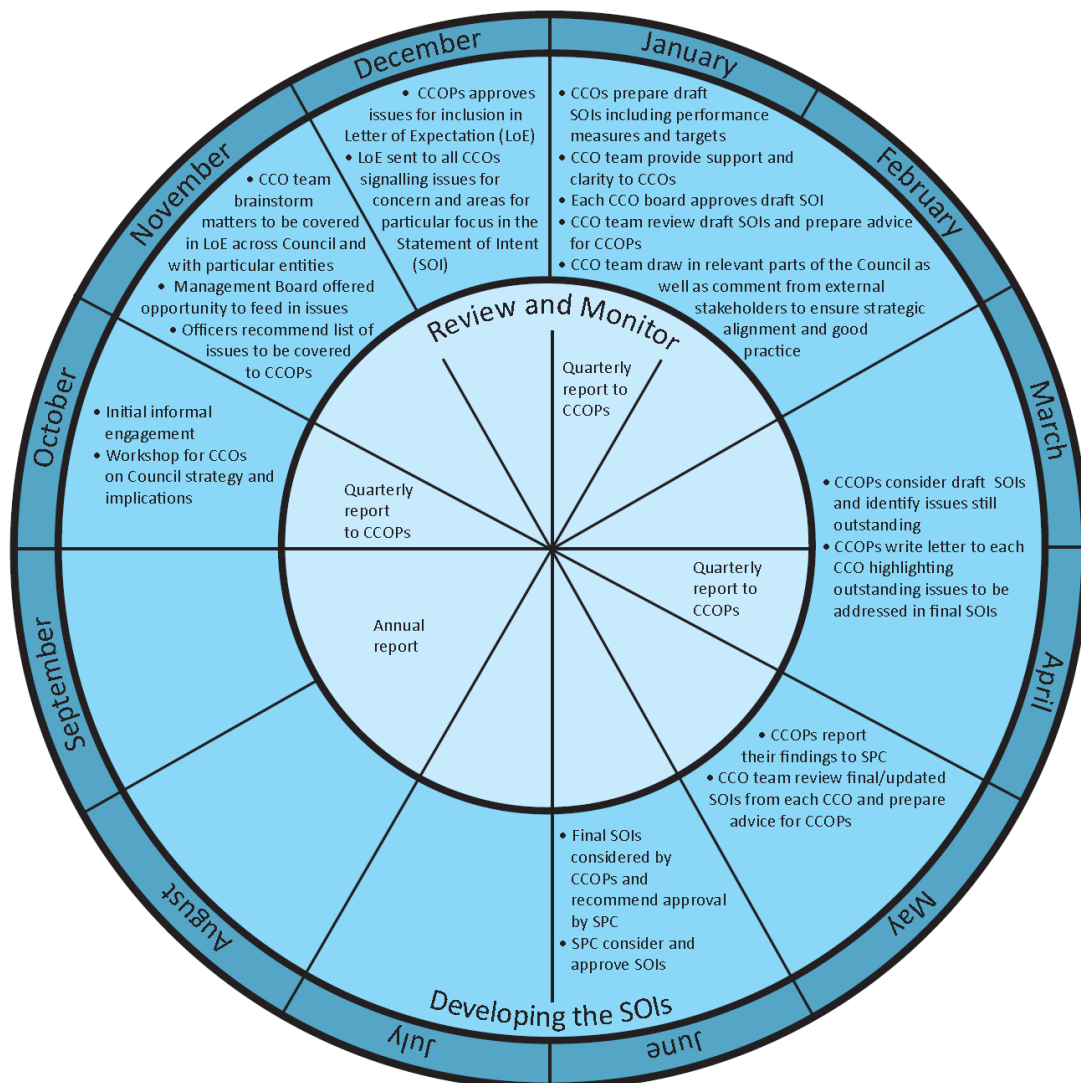 December
January
February
March
April
May
June
July
August
September
October
November
• CCOPs approves
issues for inclusion in
Letter of Expectation (LoE)
• LoE sent to all CCOs
signalling issues for
concern and areas for
particular focus in the
Statement of Intent
(SOI)
• CCOs prepare draft
SOIs including performance
measures and targets
• CCO team provide support and
clarity to CCOs
• Each CCO board approves draft SOI
• CCO team review draft SOIs and prepare advice
for CCOPs
• CCO team draw in relevant parts of the Council as
well as comment from external
stakeholders to ensure strategic
alignment and good
practice
• CCOPs consider draft SOIs
and identify issues still
outstanding
• CCOPs write letter to each
CCO highlighting
outstanding issues to be
addressed in final SOIs
• CCOPs report
their findings to SPC
• CCO team review final/updated
SOIs from each CCO and prepare
advice for CCOPs
• Final SOIs
considered by
CCOPs and
recommend approval
by SPC
• SPC consider and
approve SOIs
Developing the SOIs
• Initial informal
engagement
• Workshop for CCOs
on Council strategy and
implications
• CCO team
brainstorm
matters to be covered
in LoE across Council and
with particular entities
• Management Board offered
opportunity to feed in issues
• Officers recommend list of
issues to be covered
to CCOPs
Review and Monitor
Quarterly
report to
CCOPs
Quarterly
report to
CCOPs
Annual
report
Quarterly
report
to CCOPs